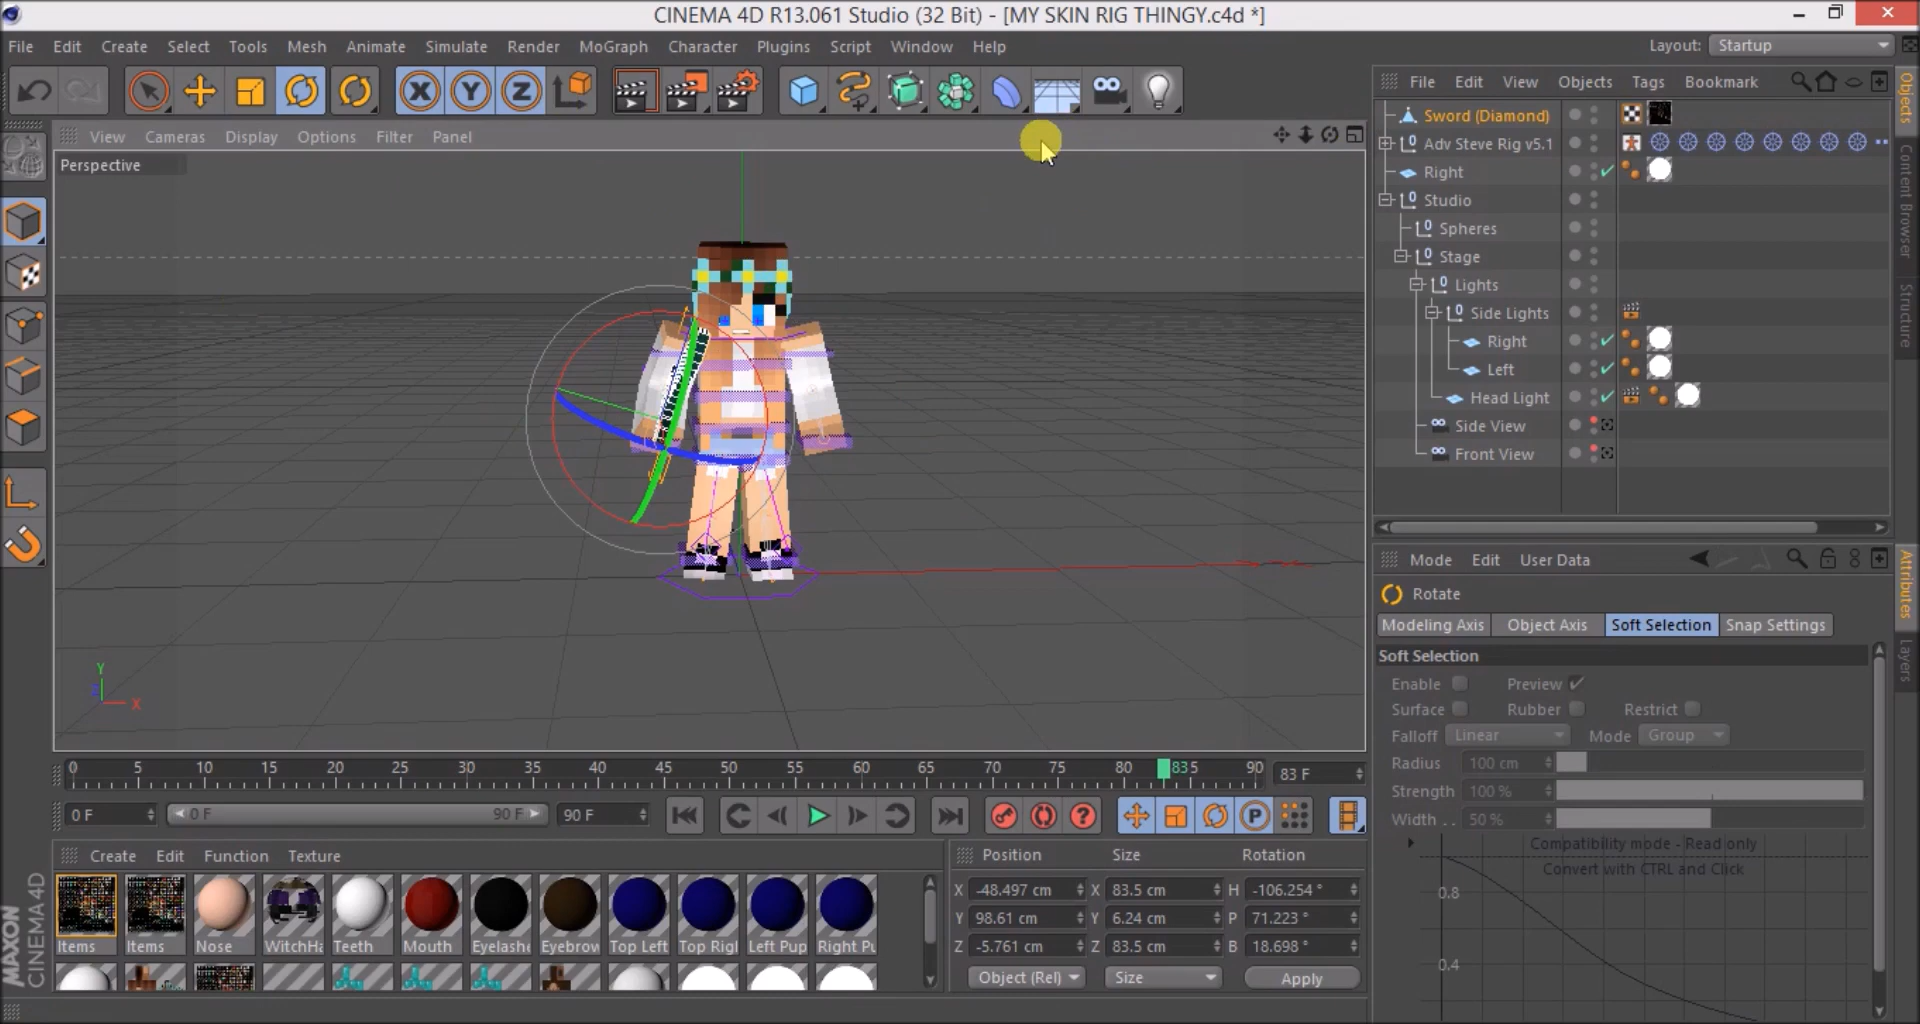 CINEMA 4D R13.061 Studio (32 Bit) - [MY SKIN RIG THINGY.c4d *]
File Edit Create Select Tools Mesh Animate Simulate Render MoGraph Character Plugins Script Window Help
Layout: Startup
File Edit View Objects Tags Bookmark
View Cameras Display Options Filter Panel
Perspective
Sword (Diamond)
Adv Steve Rig v5.1
Right
Studio
Spheres
Stage
Lights
Side Lights
Right
Left
Head Light
Side View
Front View
Objects
Content Browser
Structure
Mode Edit User Data
Rotate
Modeling Axis Object Axis Soft Selection Snap Settings
Soft Selection
Enable Preview
Surface Rubber Restrict
Falloff Linear Mode Group
Radius 100 cm
Strength 100 %
Width . . 50 %
Compatibility mode - Read only
Convert with CTRL and Click
0.8
0.4
Attributes
Layers
Y
Z
X
0 5 10 15 20 25 30 35 40 45 50 55 60 65 70 75 80 83 5 90 83 F
0 F 0 F 90 F 90 F
Create Edit Function Texture
Items Items Nose WitchHa Teeth Mouth Eyelashe Eyebrow Top Left Top Righ Left Pup Right Pu
Position Size Rotation
X -48.497 cm X 83.5 cm H -106.254 °
Y 98.61 cm Y 6.24 cm P 71.223 °
Z -5.761 cm Z 83.5 cm B 18.698 °
Object (Rel) Size Apply
MAXON
CINEMA 4D